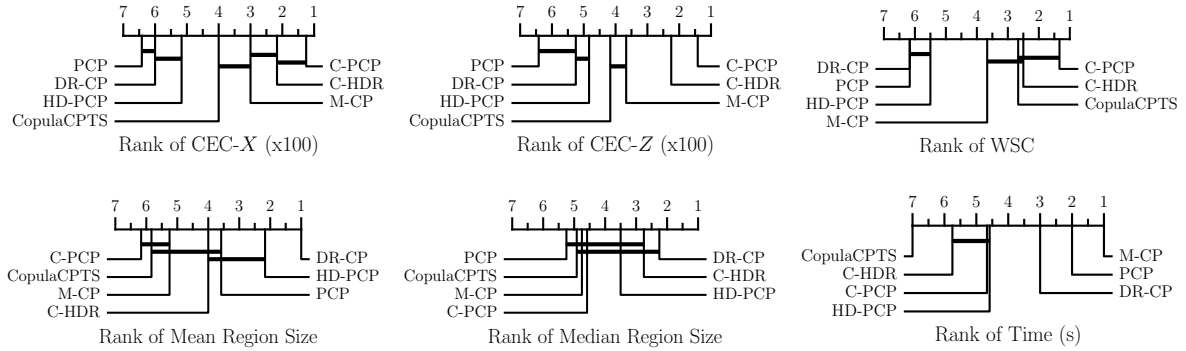 7 6 5 4 3 2 1
PCP
DR-CP
HD-PCP
CopulaCPTS
C-PCP
C-HDR
M-CP
Rank of CEC-X (x100)
7 6 5 4 3 2 1
PCP
DR-CP
HD-PCP
CopulaCPTS
C-PCP
C-HDR
M-CP
Rank of CEC-Z (x100)
7 6 5 4 3 2 1
DR-CP
PCP
HD-PCP
M-CP
C-PCP
C-HDR
CopulaCPTS
Rank of WSC
7 6 5 4 3 2 1
C-PCP
CopulaCPTS
M-CP
C-HDR
DR-CP
HD-PCP
PCP
Rank of Mean Region Size
7 6 5 4 3 2 1
PCP
CopulaCPTS
M-CP
C-PCP
DR-CP
C-HDR
HD-PCP
Rank of Median Region Size
7 6 5 4 3 2 1
CopulaCPTS
C-HDR
C-PCP
HD-PCP
M-CP
PCP
DR-CP
Rank of Time (s)